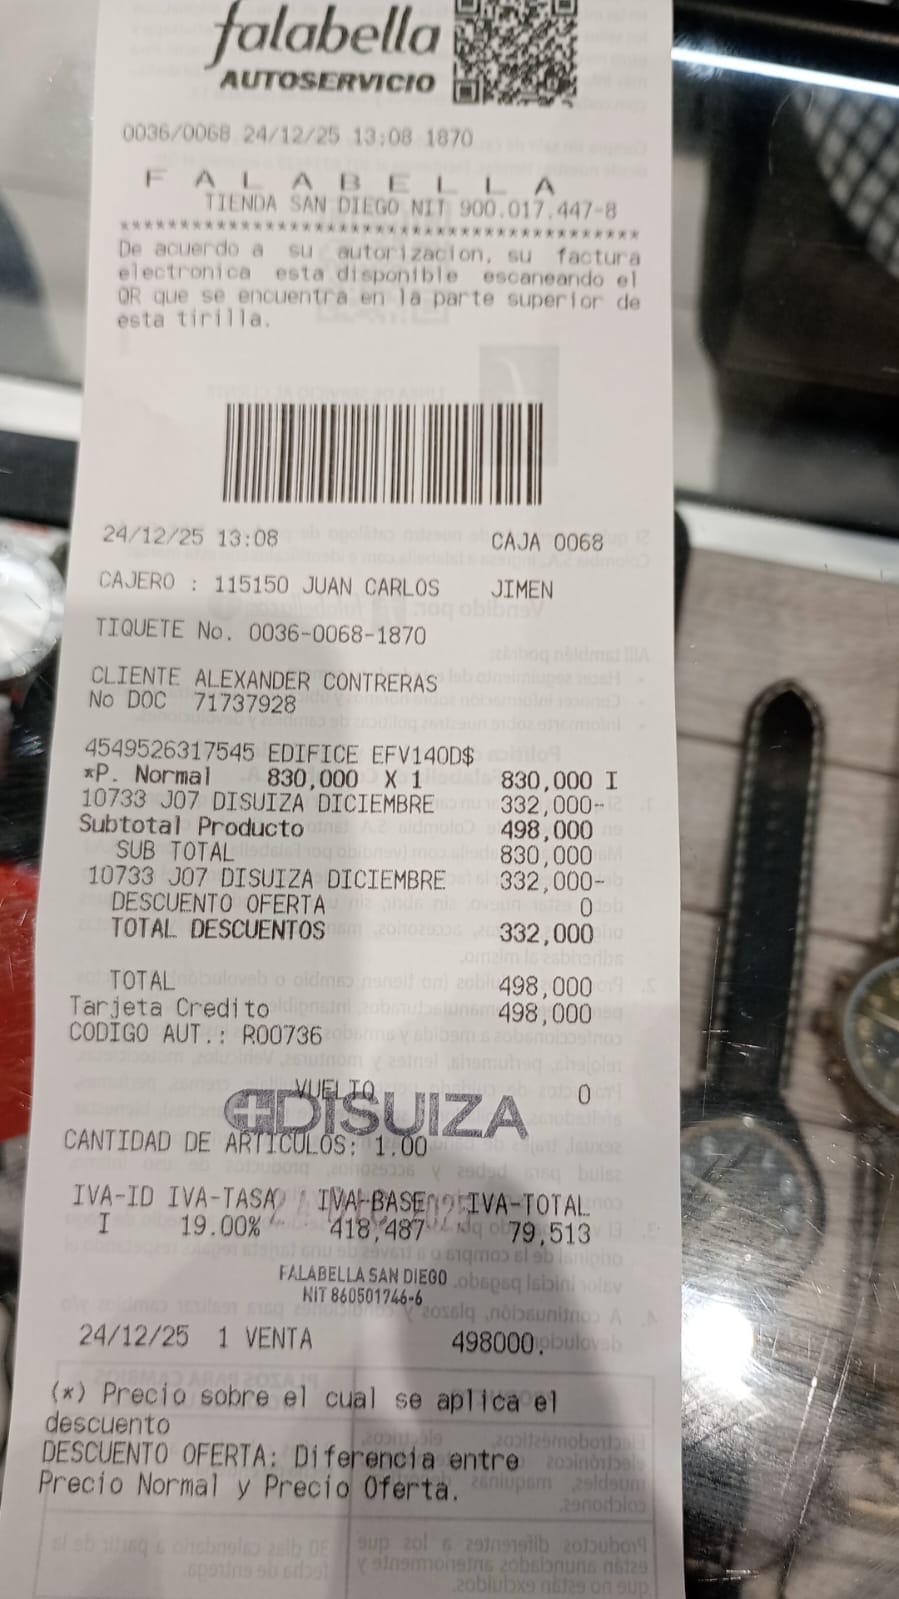 falabella
AUTOSERVICIO
0036/0068 24/12/25 13:08 1870
F A L A B E L L A
TIENDA SAN DIEGO NIT 900.017.447-8
****************************************
De acuerdo a su autorizacion, su factura
electronica esta disponible escaneando el
QR que se encuentra en la parte superior de
esta tirilla.
24/12/25 13:08 CAJA 0068
CAJERO : 115150 JUAN CARLOS JIMEN
TIQUETE No. 0036-0068-1870
CLIENTE ALEXANDER CONTRERAS
No DOC 71737928
4549526317545 EDIFICE EFV140D$
*P. Normal 830,000 X 1 830,000 I
10733 J07 DISUIZA DICIEMBRE 332,000-
Subtotal Producto 498,000
SUB TOTAL 830,000
10733 J07 DISUIZA DICIEMBRE 332,000-
DESCUENTO OFERTA 0
TOTAL DESCUENTOS 332,000
TOTAL 498,000
Tarjeta Credito 498,000
CODIGO AUT.: R00736
VUELTO 0
DISUIZA
CANTIDAD DE ARTICULOS: 1.00
IVA-ID IVA-TASA IVA-BASE IVA-TOTAL
I 19.00% 418,487 79,513
FALABELLA SAN DIEGO
NIT 860501746-6
24/12/25 1 VENTA 498000.
(*) Precio sobre el cual se aplica el
descuento
DESCUENTO OFERTA: Diferencia entre
Precio Normal y Precio Oferta.